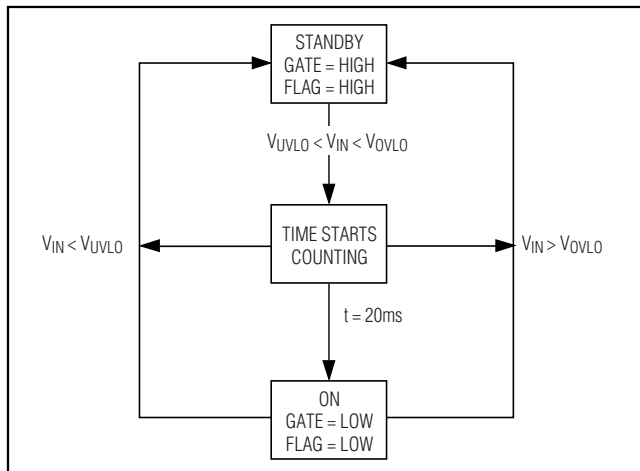 STANDBY
GATE = HIGH
FLAG = HIGH
VUVLO < VIN < VOVLO
VIN < VUVLO
TIME STARTS
COUNTING
VIN > VOVLO
t = 20ms
ON
GATE = LOW
FLAG = LOW